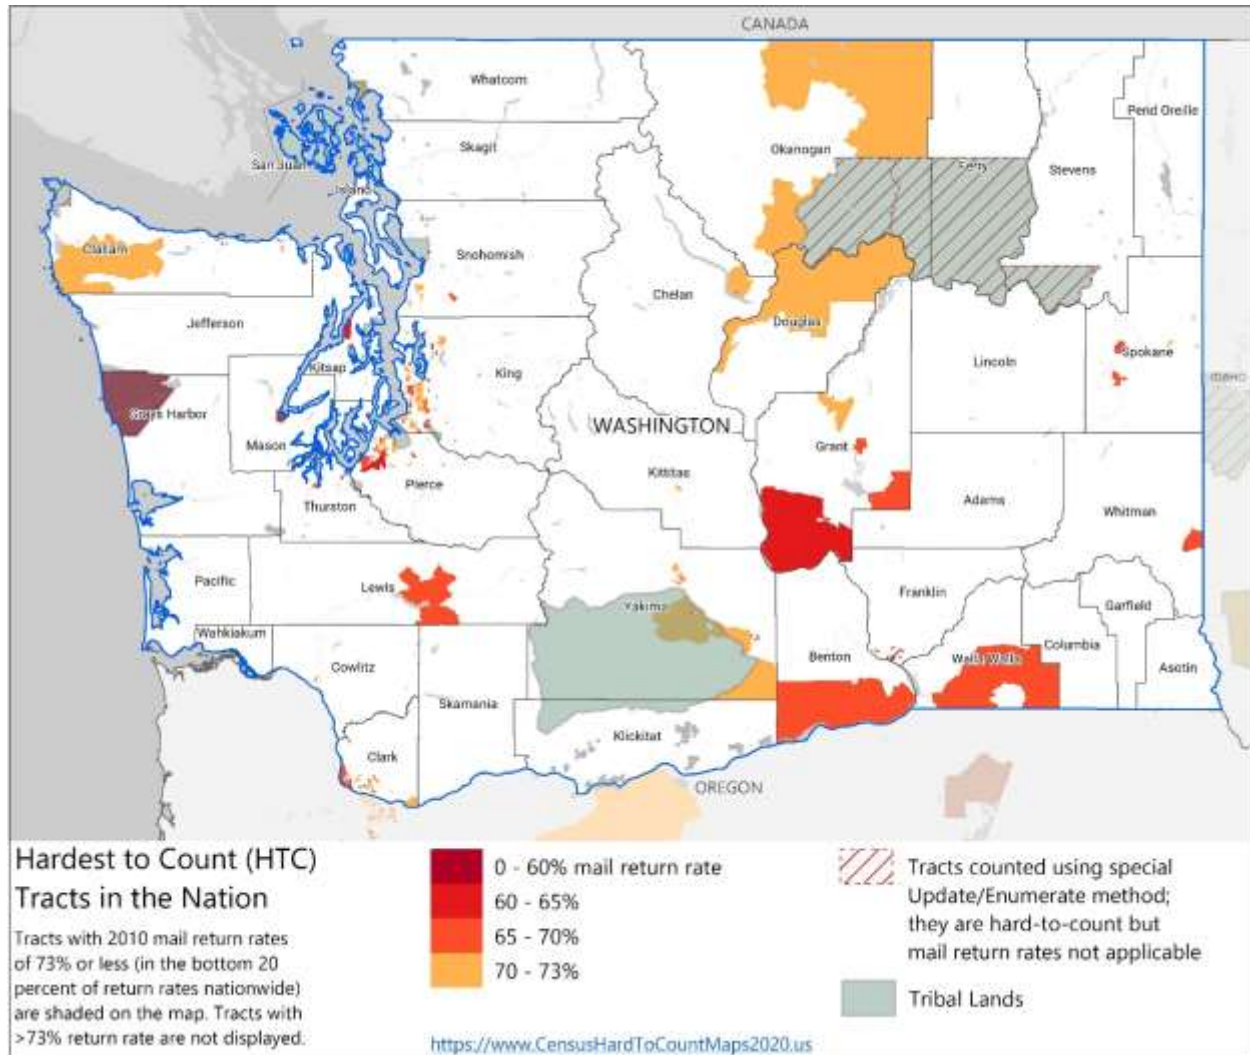 CANADA
Whatcom
Pend Oreille
Okanogan
Skagit
San Juan
Ferry
Stevens
Island
Clallam
Snohomish
Chelan
Jefferson
Douglas
Spokane
Kitsap
King
Lincoln
IDAHO
Grays Harbor
WASHINGTON
Mason
Grant
Kittitas
Pierce
Adams
Thurston
Whitman
Pacific
Lewis
Franklin
Yakima
Garfield
Wahkiakum
Columbia
Benton
Walla Walla
Cowlitz
Asotin
Skamania
Klickitat
Clark
OREGON
Hardest to Count (HTC)
Tracts in the Nation
Tracts with 2010 mail return rates
of 73% or less (in the bottom 20
percent of return rates nationwide)
are shaded on the map. Tracts with
>73% return rate are not displayed.
0 - 60% mail return rate
60 - 65%
65 - 70%
70 - 73%
https://www.CensusHardToCountMaps2020.us
Tracts counted using special
Update/Enumerate method;
they are hard-to-count but
mail return rates not applicable
Tribal Lands